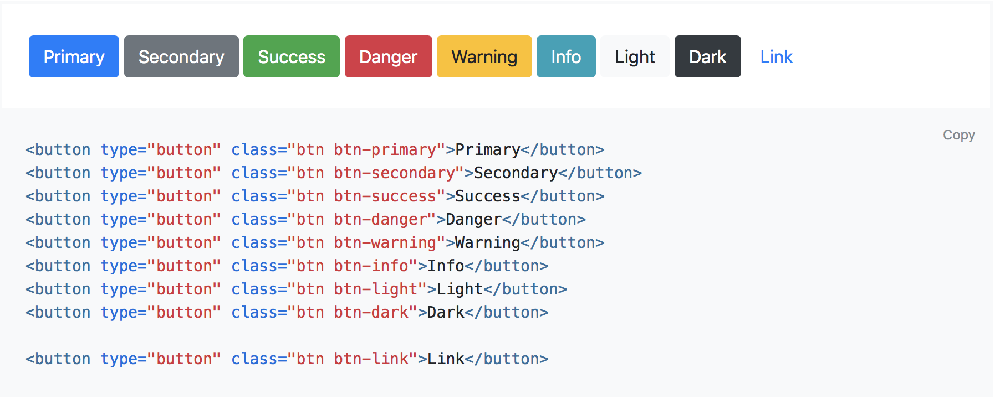 Primary Secondary Success Danger Warning Info Light Dark Link
Copy
<button type="button" class="btn btn-primary">Primary</button>
<button type="button" class="btn btn-secondary">Secondary</button>
<button type="button" class="btn btn-success">Success</button>
<button type="button" class="btn btn-danger">Danger</button>
<button type="button" class="btn btn-warning">Warning</button>
<button type="button" class="btn btn-info">Info</button>
<button type="button" class="btn btn-light">Light</button>
<button type="button" class="btn btn-dark">Dark</button>
<button type="button" class="btn btn-link">Link</button>